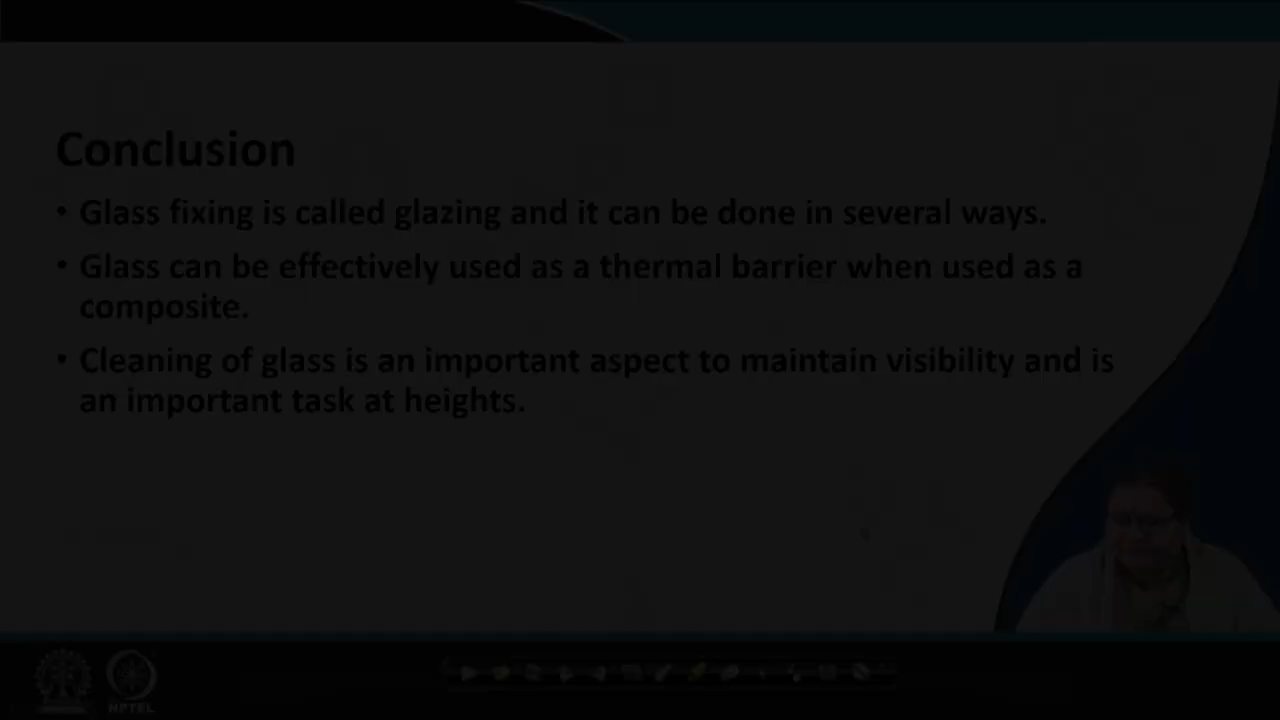 Conclusion
• Glass fixing is called glazing and it can be done in several ways.
• Glass can be effectively used as a thermal barrier when used as a
composite.
• Cleaning of glass is an important aspect to maintain visibility and is
an important task at heights.
NPTEL